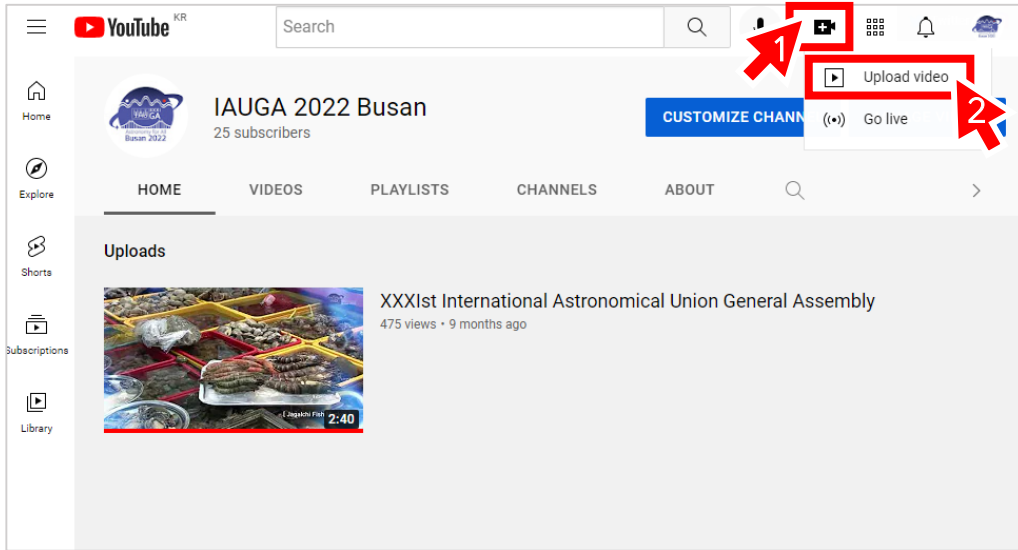 YouTube KR
Search
1
Upload video
2
Go live
IAUGA 2022 Busan
25 subscribers
CUSTOMIZE CHANN
Home
Explore
Shorts
Subscriptions
Library
HOME VIDEOS PLAYLISTS CHANNELS ABOUT
Uploads
XXXIst International Astronomical Union General Assembly
475 views • 9 months ago
[ Jagalchi Fish
2:40
Busan 2022